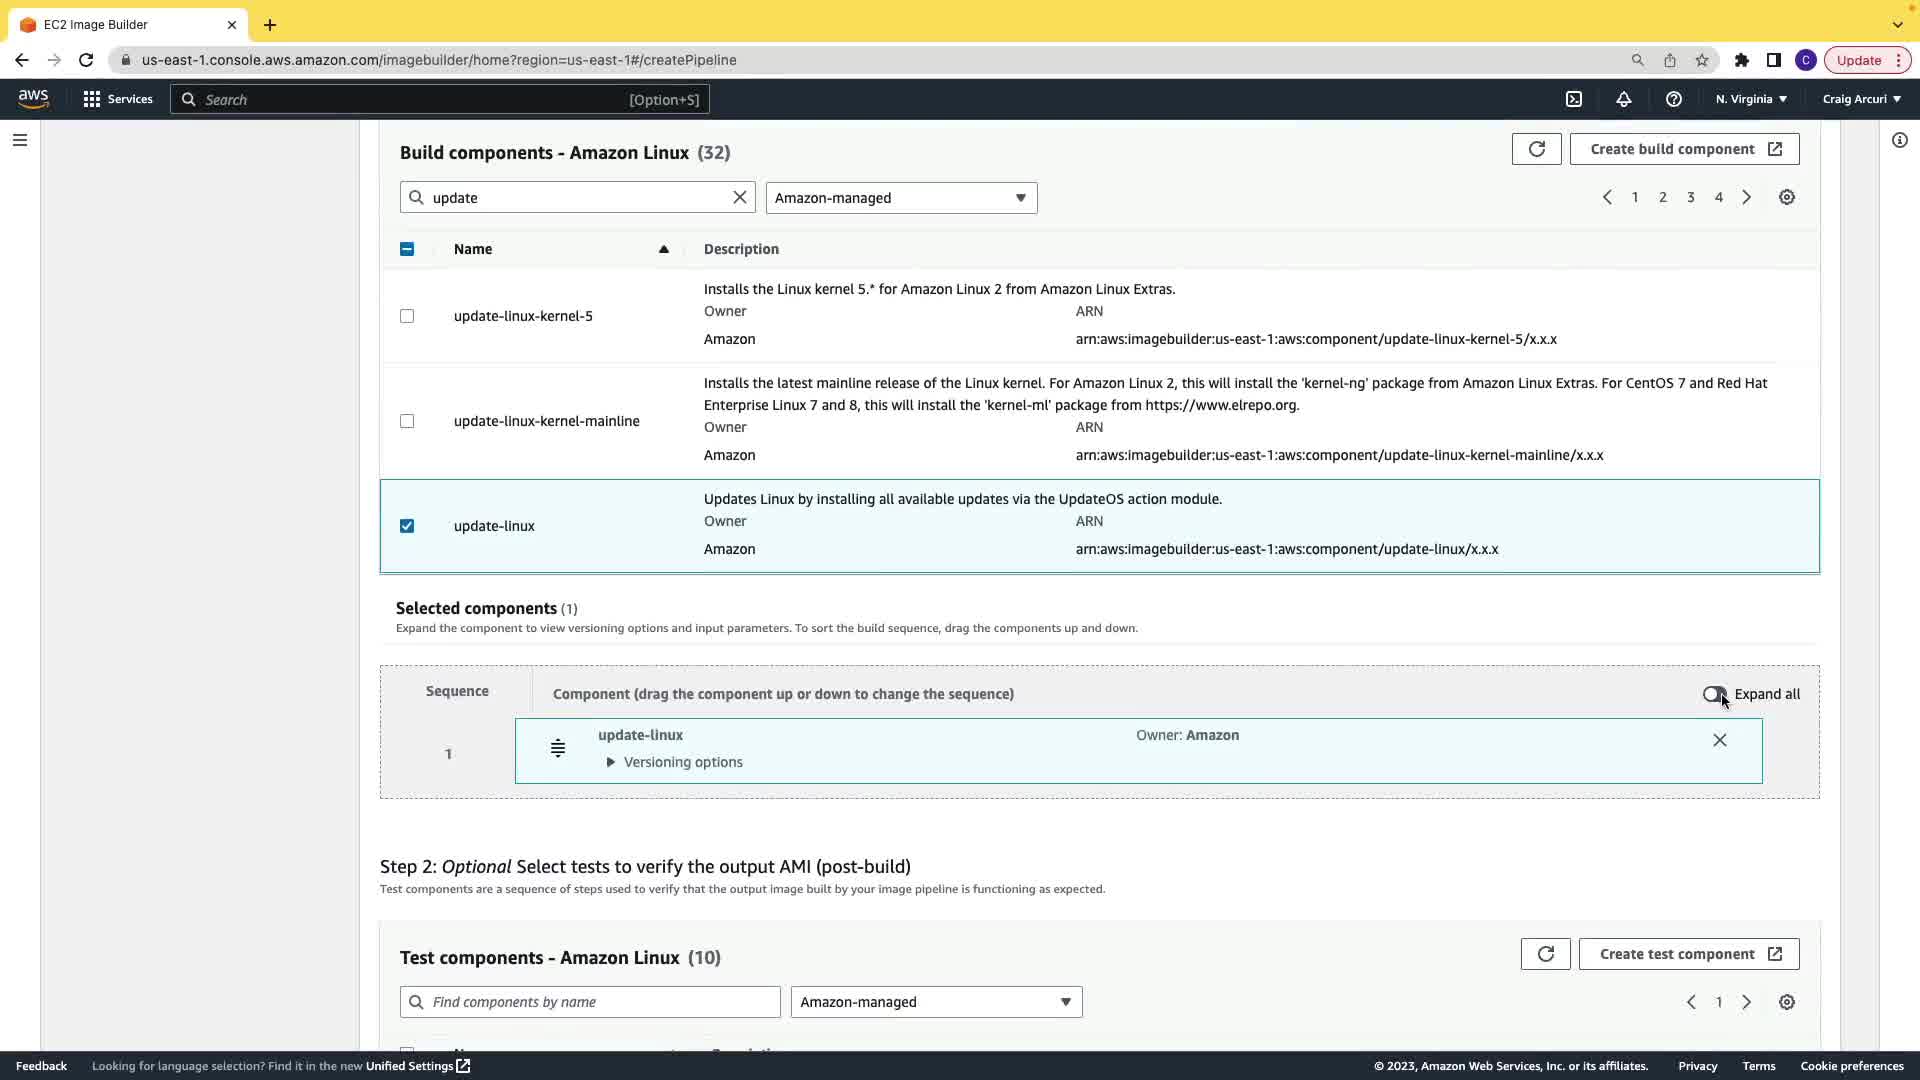 EC2 Image Builder
us-east-1.console.aws.amazon.com/imagebuilder/home?region=us-east-1#/createPipeline
C
Update
aws
Services
Search
[Option+S]
N. Virginia
Craig Arcuri
Build components - Amazon Linux (32)
Create build component
update
Amazon-managed
1 2 3 4
Name
Description
update-linux-kernel-5
Installs the Linux kernel 5.* for Amazon Linux 2 from Amazon Linux Extras.
Owner
ARN
Amazon
arn:aws:imagebuilder:us-east-1:aws:component/update-linux-kernel-5/x.x.x
update-linux-kernel-mainline
Installs the latest mainline release of the Linux kernel. For Amazon Linux 2, this will install the 'kernel-ng' package from Amazon Linux Extras. For CentOS 7 and Red Hat
Enterprise Linux 7 and 8, this will install the 'kernel-ml' package from https://www.elrepo.org.
Owner
ARN
Amazon
arn:aws:imagebuilder:us-east-1:aws:component/update-linux-kernel-mainline/x.x.x
update-linux
Updates Linux by installing all available updates via the UpdateOS action module.
Owner
ARN
Amazon
arn:aws:imagebuilder:us-east-1:aws:component/update-linux/x.x.x
Selected components (1)
Expand the component to view versioning options and input parameters. To sort the build sequence, drag the components up and down.
Sequence
Component (drag the component up or down to change the sequence)
Expand all
1
update-linux
Owner: Amazon
Versioning options
Step 2: Optional Select tests to verify the output AMI (post-build)
Test components are a sequence of steps used to verify that the output image built by your image pipeline is functioning as expected.
Test components - Amazon Linux (10)
Create test component
Find components by name
Amazon-managed
1
Feedback
Looking for language selection? Find it in the new Unified Settings
© 2023, Amazon Web Services, Inc. or its affiliates.
Privacy
Terms
Cookie preferences